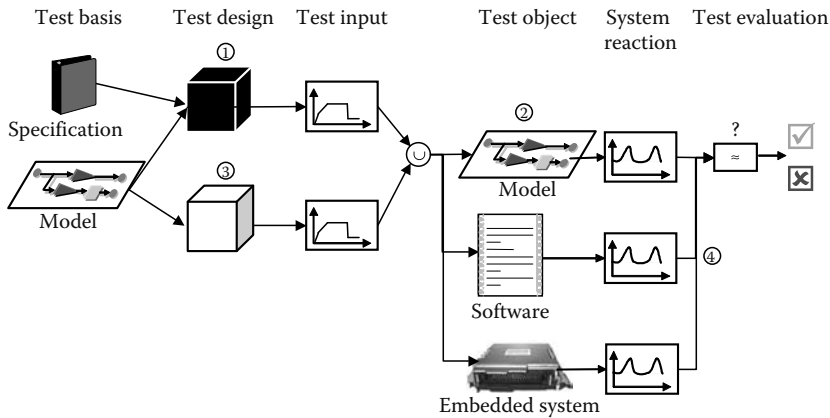 Test basis
Test design
Test input
Test object
System
reaction
Test evaluation
①
②
?
Specification
∪
≈
③
Model
Model
④
Software
Embedded system